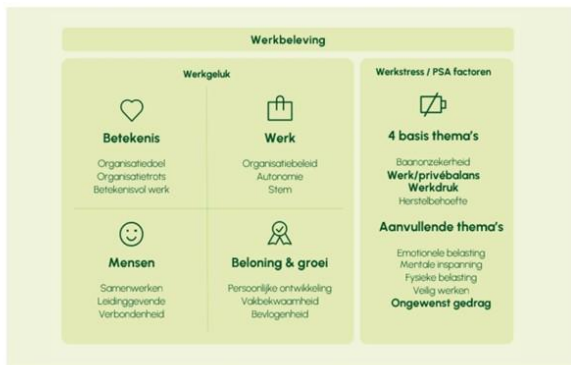 Werkbeleving
Werkgeluk
Betekenis
Organisatiedoel
Organisatietrots
Betekenisvol werk
Werk
Organisatiebeleid
Autonomie
Stem
Mensen
Samenwerken
Leidinggevende
Verbondenheid
Beloning & groei
Persoonlijke ontwikkeling
Vakbekwaamheid
Bevlogenheid
Werkstress / PSA factoren
4 basis thema's
Baanonzekerheid
Werk/privébalans
Werkdruk
Herstelbehoefte
Aanvullende thema's
Emotionele belasting
Mentale inspanning
Fysieke belasting
Veilig werken
Ongewenst gedrag